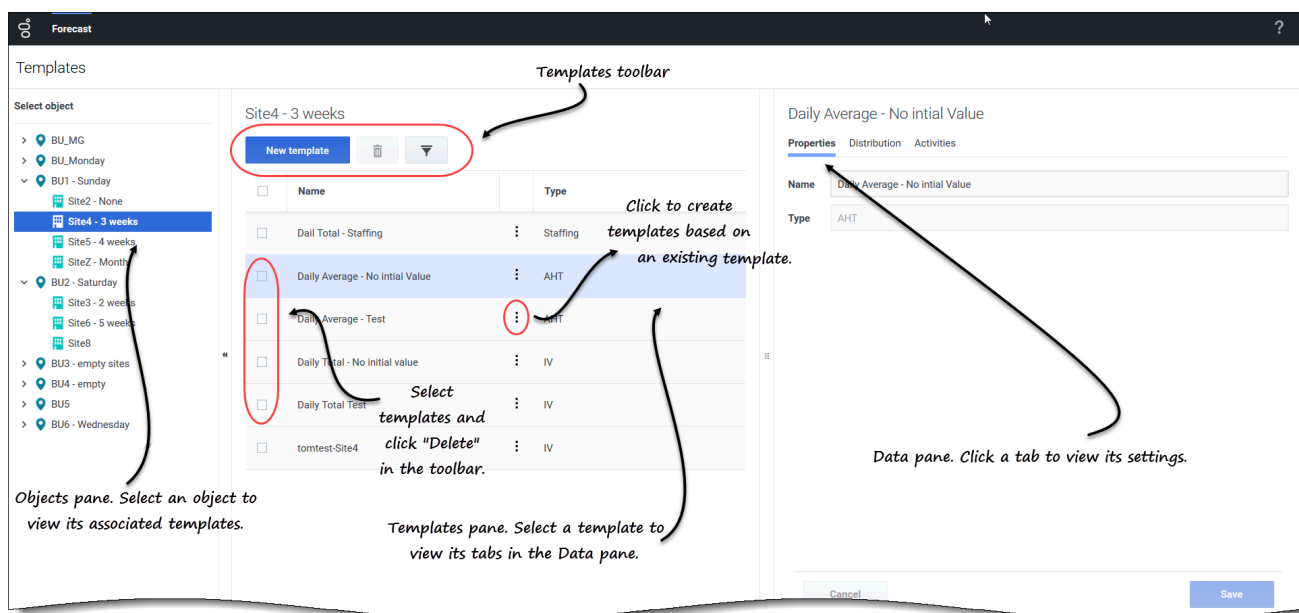 Forecast
?
Templates
Templates toolbar
Select object
BU_MG
BU_Monday
BU1 - Sunday
Site2 - None
Site4 - 3 weeks
Site5 - 4 weeks
SiteZ - Month
BU2 - Saturday
Site3 - 2 weeks
Site6 - 5 weeks
Site8
BU3 - empty sites
BU4 - empty
BU5
BU6 - Wednesday
Objects pane. Select an object to
view its associated templates.
Site4 - 3 weeks
New template
Name Type
Dail Total - Staffing Staffing
Daily Average - No intial Value AHT
Daily Average - Test AHT
Daily Total - No initial value IV
Daily Total Test IV
tomtest-Site4 IV
Click to create
templates based on
an existing template.
Select
templates and
click "Delete"
in the toolbar.
Templates pane. Select a template to
view its tabs in the Data pane.
Daily Average - No intial Value
Properties Distribution Activities
Name Daily Average - No intial Value
Type AHT
Data pane. Click a tab to view its settings.
Cancel Save